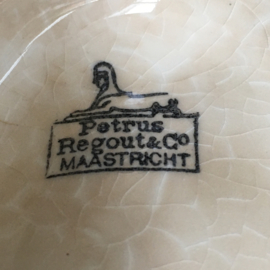 Petrus
Regout & Co
MAASTRICHT